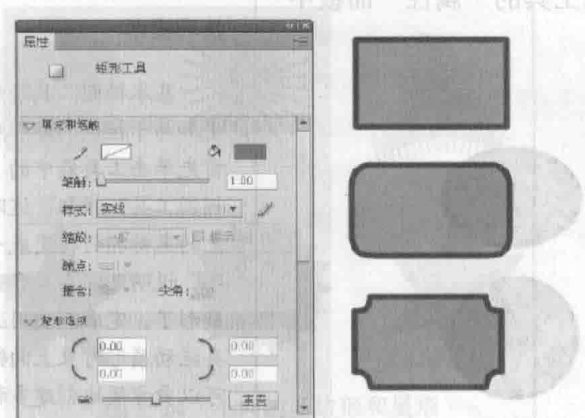 属性
矩形工具
填充和笔触
笔触: 1.00
样式: 实线
缩放: 一般 提示
端点:
接合: 尖角:
矩形选项
0.00 0.00
0.00 0.00
重置